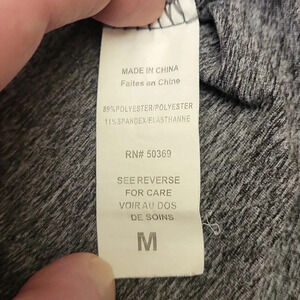 MADE IN CHINA
Faites en Chine
89% POLYESTER/POLYESTER
11% SPANDEX/ELASTHANNE
RN# 50369
SEE REVERSE
FOR CARE
VOIR AU DOS
DE SOINS
M